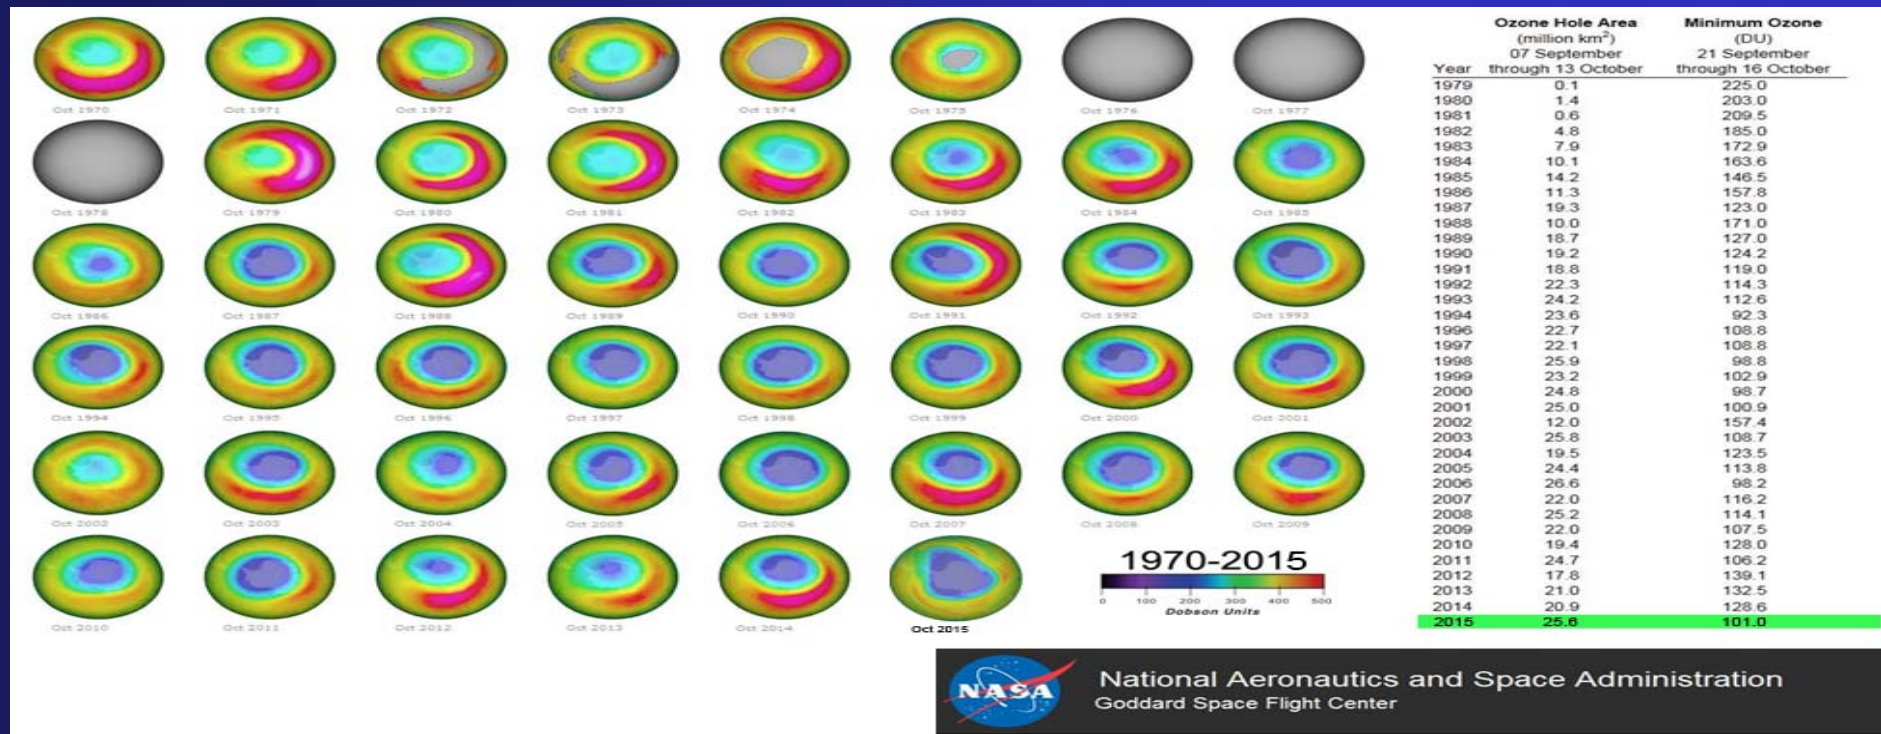 Oct 1970 Oct 1971 Oct 1972 Oct 1973 Oct 1974 Oct 1975 Oct 1976 Oct 1977
Oct 1978 Oct 1979 Oct 1980 Oct 1981 Oct 1982 Oct 1983 Oct 1984 Oct 1985
Oct 1986 Oct 1987 Oct 1988 Oct 1989 Oct 1990 Oct 1991 Oct 1992 Oct 1993
Oct 1994 Oct 1995 Oct 1996 Oct 1997 Oct 1998 Oct 1999 Oct 2000 Oct 2001
Oct 2002 Oct 2003 Oct 2004 Oct 2005 Oct 2006 Oct 2007 Oct 2008 Oct 2009
Oct 2010 Oct 2011 Oct 2012 Oct 2013 Oct 2014 Oct 2015
1970-2015
0 100 200 300 400 500
Dobson Units
Ozone Hole Area Minimum Ozone
(million km²) (DU)
07 September 21 September
Year through 13 October through 16 October
1979 0.1 225.0
1980 1.4 203.0
1981 0.6 209.5
1982 4.8 185.0
1983 7.9 172.9
1984 10.1 163.6
1985 14.2 146.5
1986 11.3 157.8
1987 19.3 123.0
1988 10.0 171.0
1989 18.7 127.0
1990 19.2 124.2
1991 18.8 119.0
1992 22.3 114.3
1993 24.2 112.6
1994 23.6 92.3
1996 22.7 108.8
1997 22.1 108.8
1998 25.9 98.8
1999 23.2 102.9
2000 24.8 98.7
2001 25.0 100.9
2002 12.0 157.4
2003 25.8 108.7
2004 19.5 123.5
2005 24.4 113.8
2006 26.6 98.2
2007 22.0 116.2
2008 25.2 114.1
2009 22.0 107.5
2010 19.4 128.0
2011 24.7 106.2
2012 17.8 139.1
2013 21.0 132.5
2014 20.9 128.6
2015 25.6 101.0
NASA
National Aeronautics and Space Administration
Goddard Space Flight Center